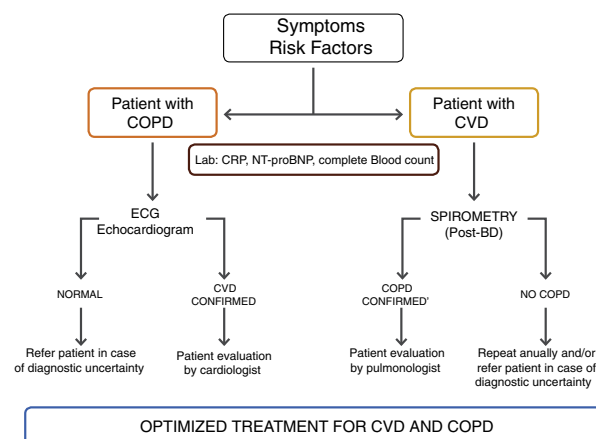 Symptoms
Risk Factors
Patient with
COPD
Patient with
CVD
Lab: CRP, NT-proBNP, complete Blood count
ECG
Echocardiogram
SPIROMETRY
(Post-BD)
NORMAL
CVD
CONFIRMED
COPD
CONFIRMED'
NO COPD
Refer patient in case
of diagnostic uncertainty
Patient evaluation
by cardiologist
Patient evaluation
by pulmonologist
Repeat anually and/or
refer patient in case of
diagnostic uncertainty
OPTIMIZED TREATMENT FOR CVD AND COPD